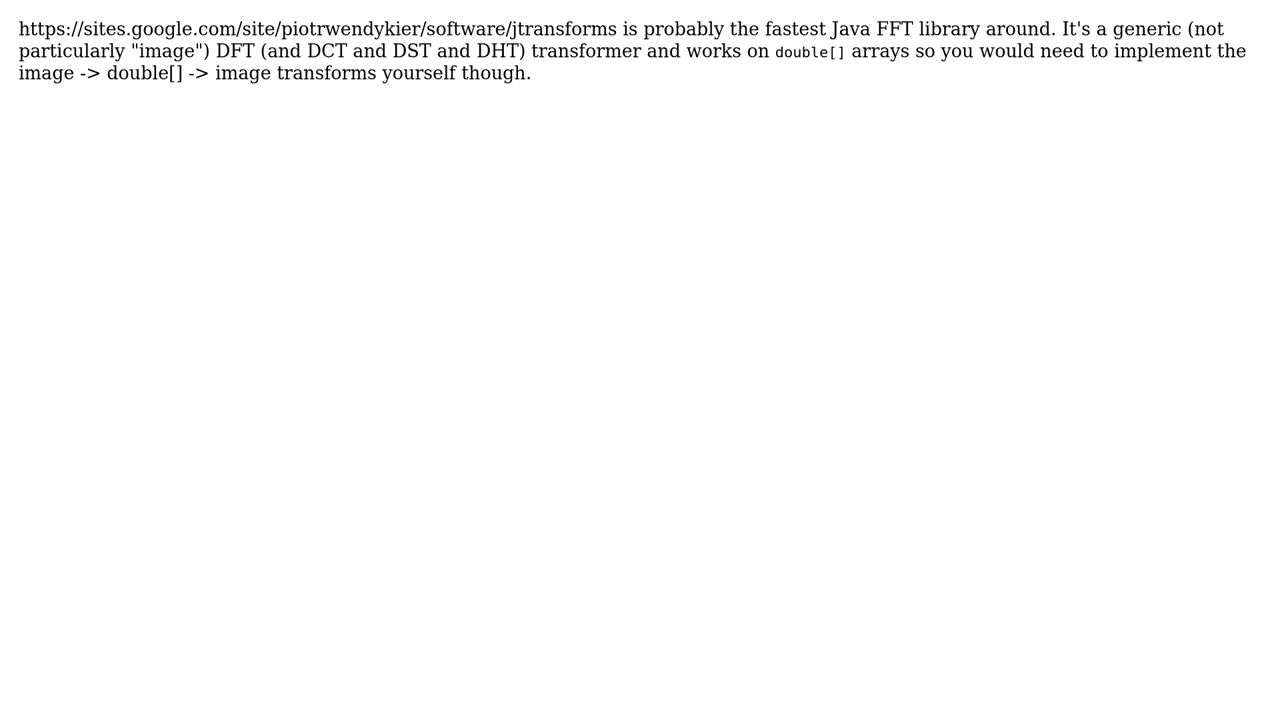 https://sites.google.com/site/piotrwendykier/software/jtransforms is probably the fastest Java FFT library around. It's a generic (not
particularly "image") DFT (and DCT and DST and DHT) transformer and works on double[] arrays so you would need to implement the
image -> double[] -> image transforms yourself though.